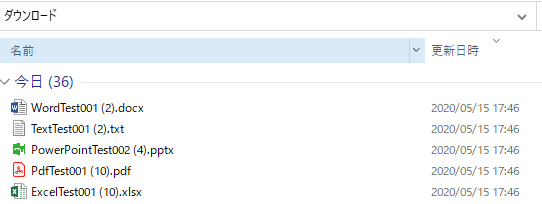 ダウンロード
名前 更新日時
今日 (36)
WordTest001 (2).docx 2020/05/15 17:46
TextTest001 (2).txt 2020/05/15 17:46
PowerPointTest002 (4).pptx 2020/05/15 17:46
PdfTest001 (10).pdf 2020/05/15 17:46
ExcelTest001 (10).xlsx 2020/05/15 17:46